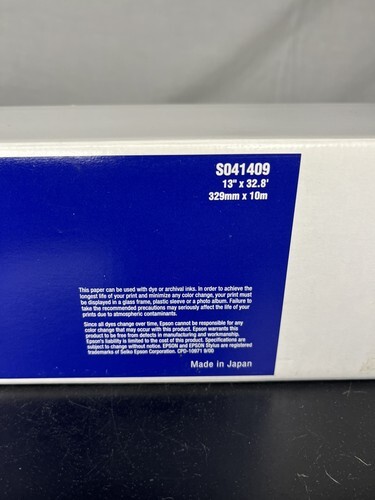 S041409
13" x 32.8'
329mm x 10m
This paper can be used with dye or archival inks. In order to achieve the
longest life of your print and minimize any color change, your print must
be displayed in a glass frame, plastic sleeve or a photo album. Failure to
take the recommended precautions may seriously affect the life of your
prints due to atmospheric contaminants.
Since all dyes change over time, Epson cannot be responsible for any
color change that may occur with this product. Epson warrants this
product to be free from defects in manufacturing and workmanship.
Epson's liability is limited to the cost of this product. Specifications are
subject to change without notice. EPSON and EPSON Stylus are registered
trademarks of Seiko Epson Corporation. CPD-10971 8/00
Made in Japan